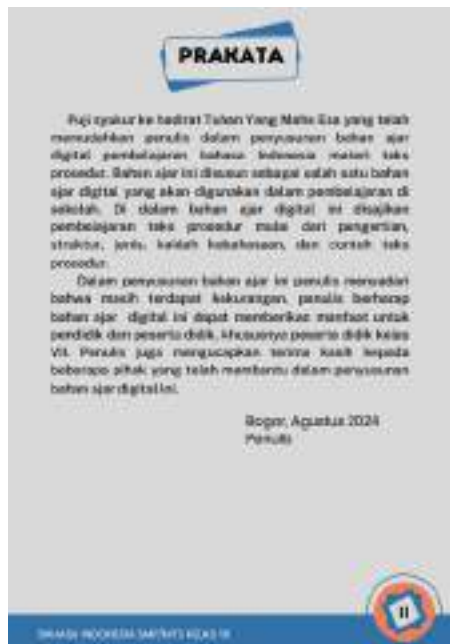 PRAKATA
Puji syukur ke hadirat Tuhan Yang Maha Esa yang telah
memudahkan penulis dalam penyusunan bahan ajar
digital pembelajaran bahasa Indonesia materi teks
prosedur. Bahan ajar ini disusun sebagai salah satu bahan
ajar digital yang akan digunakan dalam pembelajaran di
sekolah. Di dalam bahan ajar digital ini disajikan
pembelajaran teks prosedur mulai dari pengertian,
struktur, jenis, kaidah kebahasaan, dan contoh teks
prosedur.
Dalam penyusunan bahan ajar ini penulis menyadari
bahwa masih terdapat kekurangan, penulis berharap
bahan ajar digital ini dapat memberikan manfaat untuk
pendidik dan peserta didik, khususnya peserta didik kelas
VII. Penulis juga mengucapkan terima kasih kepada
beberapa pihak yang telah membantu dalam penyusunan
bahan ajar digital ini.
Bogor, Agustus 2024
Penulis
II
BAHASA INDONESIA SMP/MTS KELAS VII